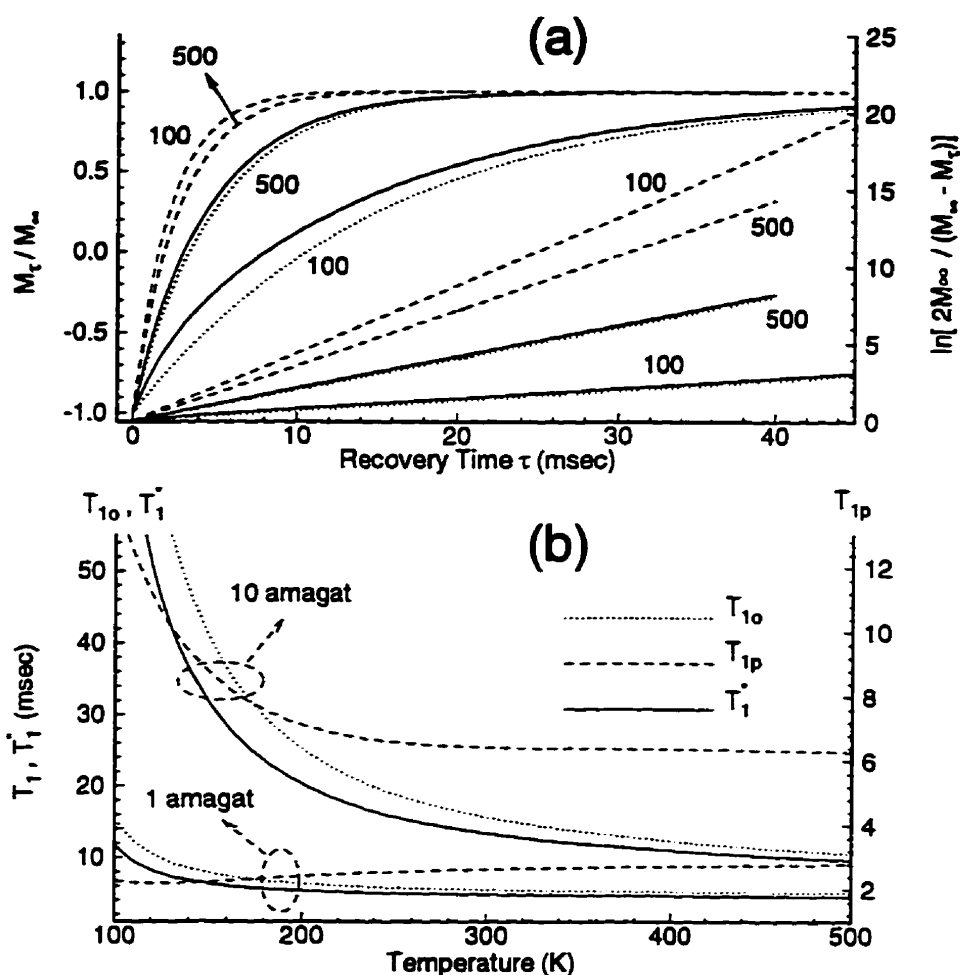 (a)
M_τ / M_∞
1.0
0.5
0.0
-0.5
-1.0
500
100
500
100
100
500
500
100
25
20
15
10
5
0
ln[ 2M∞ / (M_∞ - M_τ)]
0 10 20 30 40
Recovery Time τ (msec)
T_1o , T_1^*
T_1p
(b)
T_1 , T_1^* (msec)
50
40
30
20
10
10 amagat
1 amagat
T_1o
T_1p
T_1^*
12
10
8
6
4
2
100 200 300 400 500
Temperature (K)